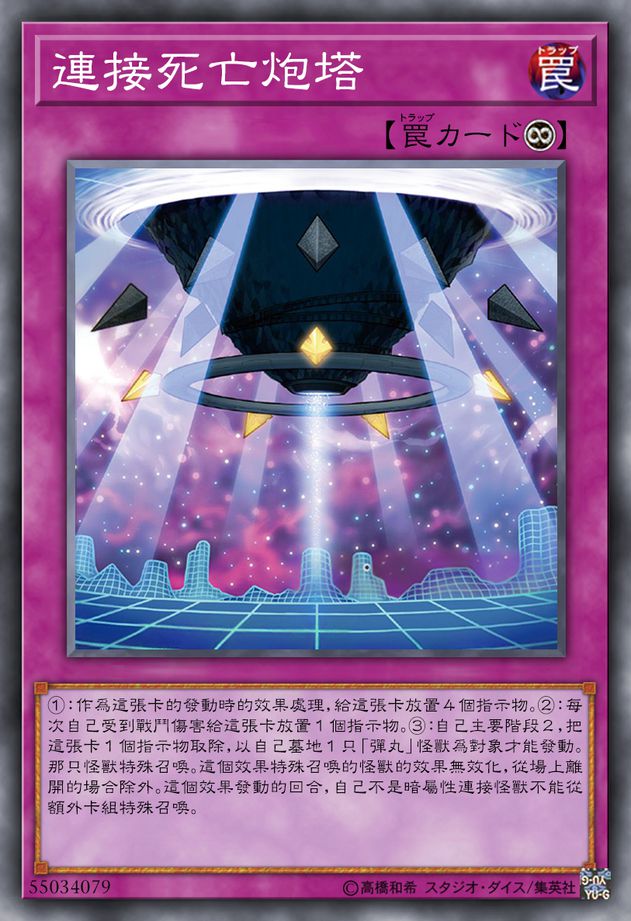 連接死亡炮塔
トラップ
罠
トラップ
【罠カード】
①：作為這張卡的發動時的效果處理，給這張卡放置４個指示物。②：每
次自己受到戰鬥傷害給這張卡放置１個指示物。③：自己主要階段２，把
這張卡１個指示物取除，以自己墓地１只「彈丸」怪獸為對象才能發動。
那只怪獸特殊召喚。這個效果特殊召喚的怪獸的效果無效化，從場上離
開的場合除外。這個效果發動的回合，自己不是暗屬性連接怪獸不能從
額外卡組特殊召喚。
55034079
©高橋和希 スタジオ・ダイス/集英社